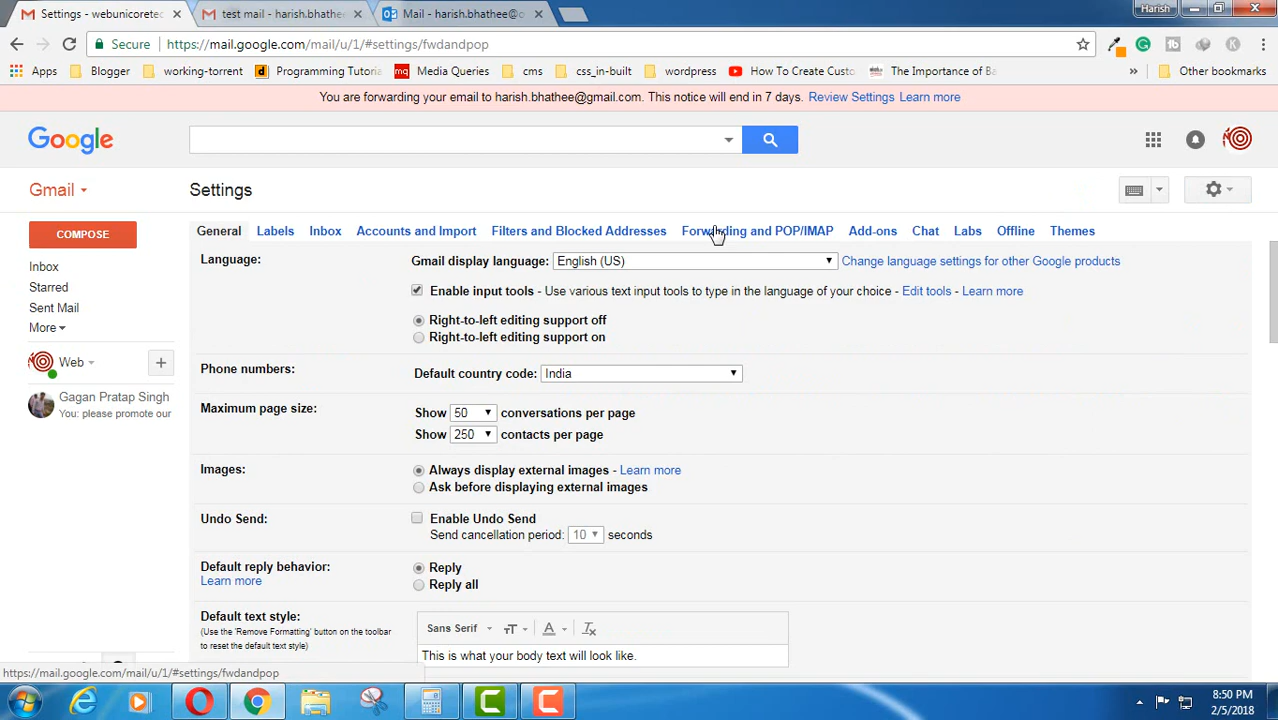 Settings - webunicoretec
test mail - harish.bhathee@
Mail - harish.bhathee@o
Harish
Secure
https://mail.google.com/mail/u/1/#settings/fwdandpop
Apps
Blogger
working-torrent
Programming Tutoria
Media Queries
cms
css_in-built
wordpress
How To Create Custo
The Importance of Ba
»
Other bookmarks
You are forwarding your email to harish.bhathee@gmail.com. This notice will end in 7 days. Review Settings Learn more
Google
Gmail
Settings
COMPOSE
General Labels Inbox Accounts and Import Filters and Blocked Addresses Forwarding and POP/IMAP Add-ons Chat Labs Offline Themes
Inbox
Starred
Sent Mail
More
Web
Gagan Pratap Singh
You: please promote our
Language:
Gmail display language: English (US) Change language settings for other Google products
Enable input tools - Use various text input tools to type in the language of your choice - Edit tools - Learn more
Right-to-left editing support off
Right-to-left editing support on
Phone numbers:
Default country code: India
Maximum page size:
Show 50 conversations per page
Show 250 contacts per page
Images:
Always display external images - Learn more
Ask before displaying external images
Undo Send:
Enable Undo Send
Send cancellation period: 10 seconds
Default reply behavior:
Learn more
Reply
Reply all
Default text style:
(Use the 'Remove Formatting' button on the toolbar
to reset the default text style)
Sans Serif
This is what your body text will look like.
https://mail.google.com/mail/u/1/#settings/fwdandpop
8:50 PM
2/5/2018